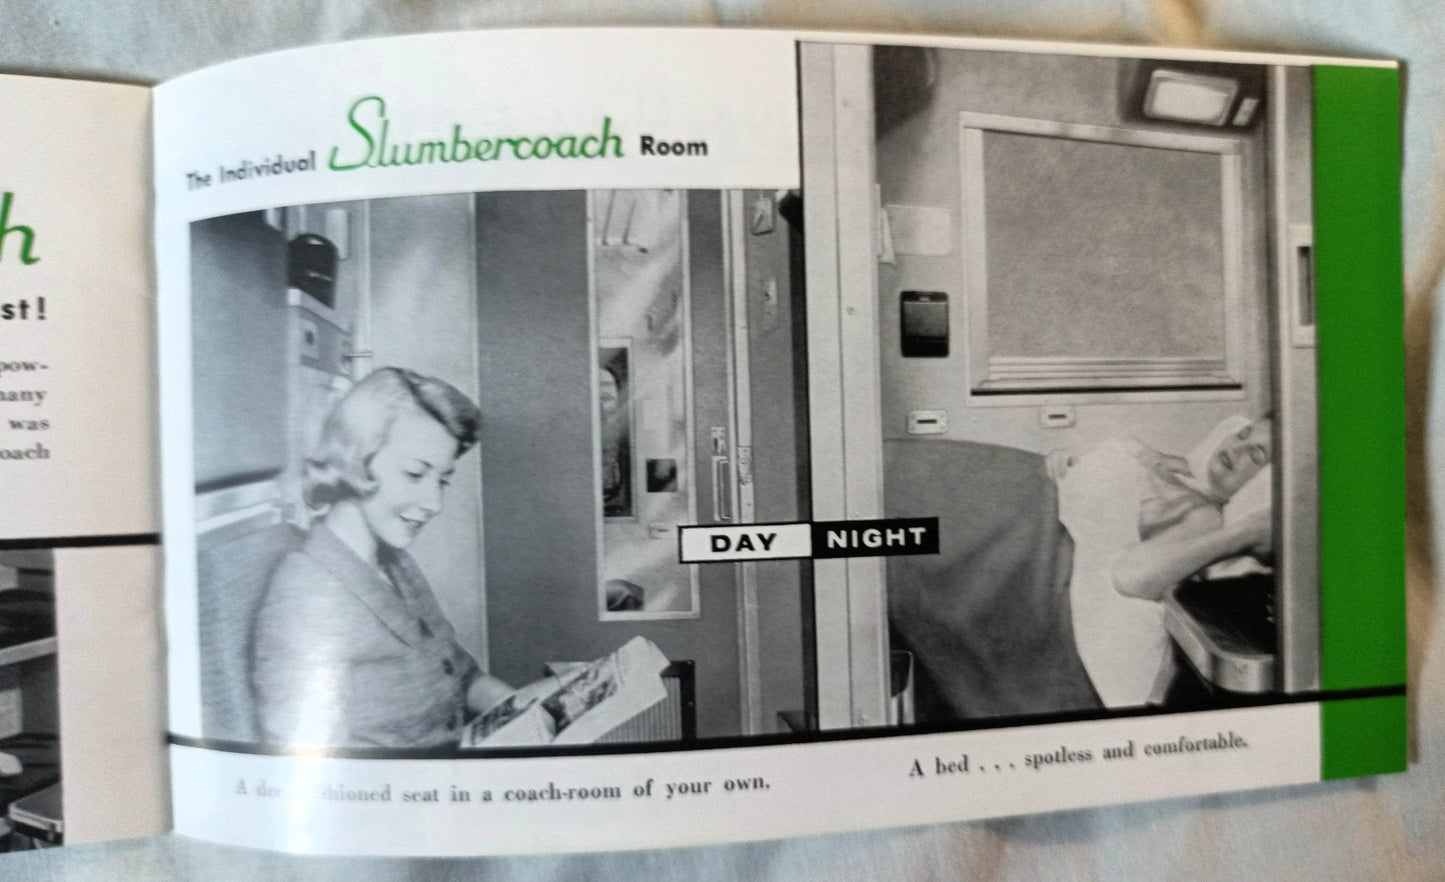 h
st!
pow-
many
was
oach
The Individual Slumbercoach Room
DAY NIGHT
A seat in a coach-room of your own.
A bed . . . spotless and comfortable.